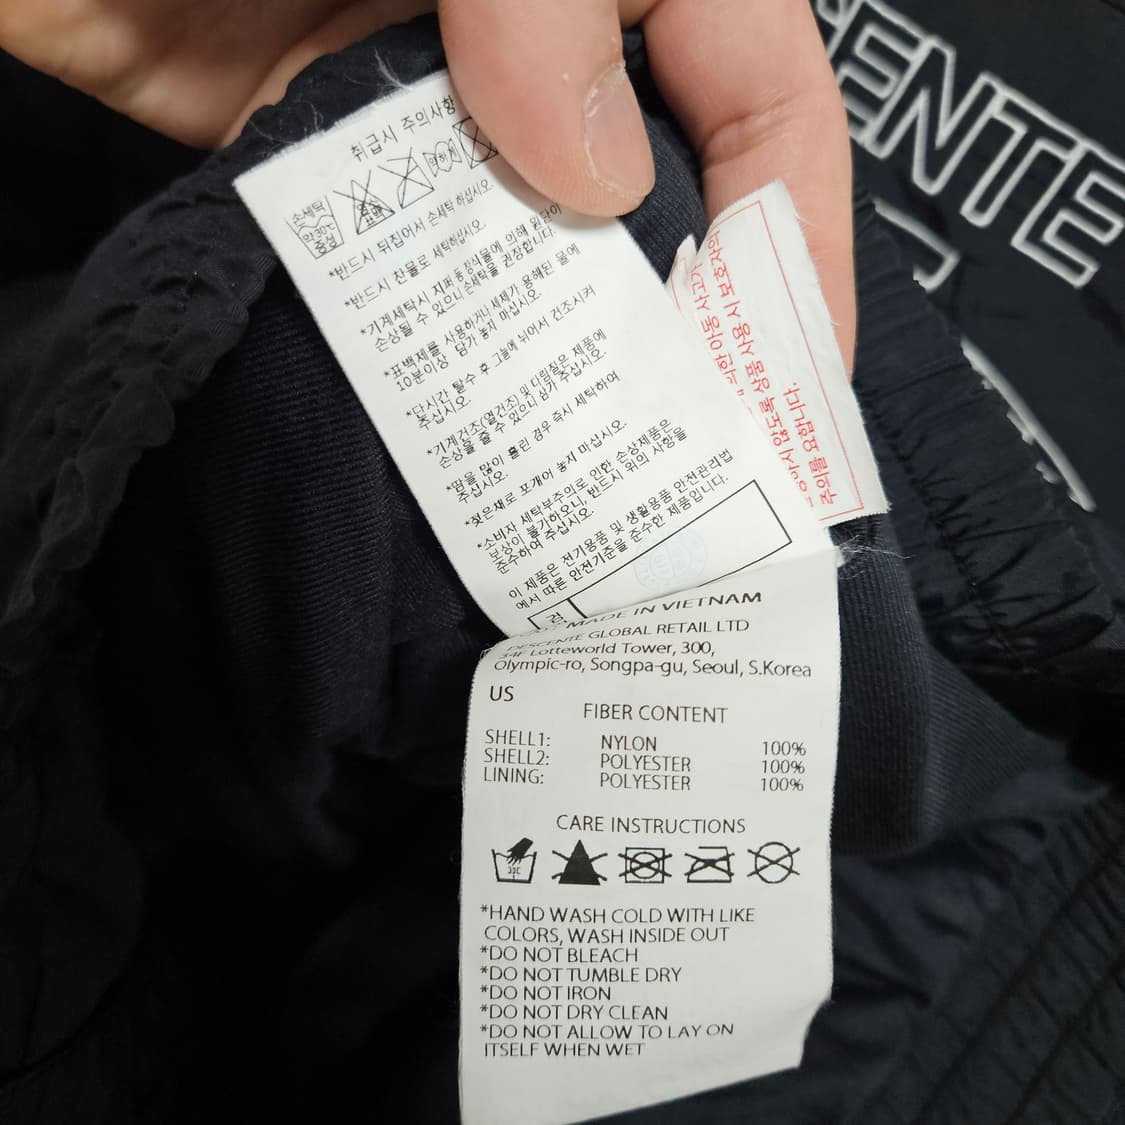 취급시 주의사항
손세탁
약30℃
중성
*반드시 뒤집어서 손세탁 하십시오.
*반드시 찬물로 세탁하십시오.
*기계세탁시 지퍼 등 장식물에 의해 원단이
손상될 수 있으니 손세탁을 권장합니다.
*표백제를 사용하거나 세제가 용해된 물에
10분이상 담가 놓지 마십시오.
*단시간 탈수 후 그늘에 뉘어서 건조시켜
주십시오.
*기계건조(열건조) 및 다림질은 제품에
손상을 줄수 있으니 삼가 주십시오.
*땀을 많이 흘린 경우 즉시 세탁하여
주십시오.
*젖은채로 포개어 놓지 마십시오.
*소비자 세탁부주의로 인한 손상제품은
보상이 불가하오니, 반드시 위의 사항을
준수하여 주십시오.
이 제품은 전기용품 및 생활용품 안전관리법
에서 따른 안전기준을 준수한 제품입니다.
상품 사용시 보호자의
주의를 요합니다.
MADE IN VIETNAM
DESCENTE GLOBAL RETAIL LTD
34F Lotteworld Tower, 300,
Olympic-ro, Songpa-gu, Seoul, S.Korea
US
FIBER CONTENT
SHELL1: NYLON 100%
SHELL2: POLYESTER 100%
LINING: POLYESTER 100%
CARE INSTRUCTIONS
30C
*HAND WASH COLD WITH LIKE
COLORS, WASH INSIDE OUT
*DO NOT BLEACH
*DO NOT TUMBLE DRY
*DO NOT IRON
*DO NOT DRY CLEAN
*DO NOT ALLOW TO LAY ON
ITSELF WHEN WET
CENTE